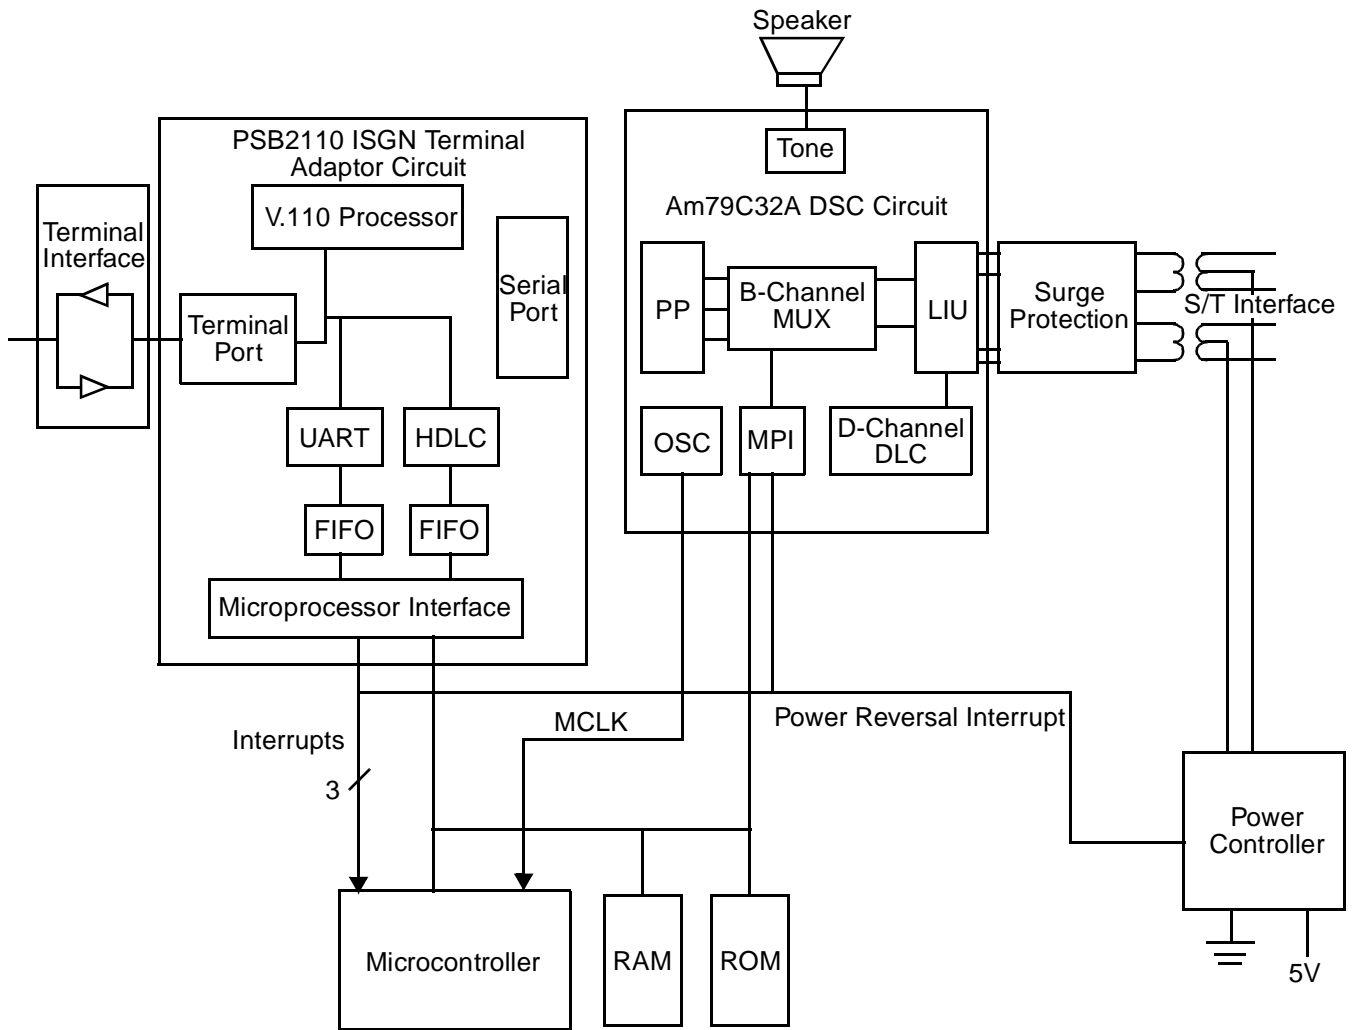 Speaker
PSB2110 ISGN Terminal
Adaptor Circuit
Tone
V.110 Processor
Am79C32A DSC Circuit
Terminal
Interface
Serial
Port
Terminal
Port
PP
B-Channel
MUX
LIU
Surge
Protection
S/T Interface
UART
HDLC
OSC
MPI
D-Channel
DLC
FIFO
FIFO
Microprocessor Interface
Interrupts
3
MCLK
Power Reversal Interrupt
Power
Controller
Microcontroller
RAM
ROM
5V